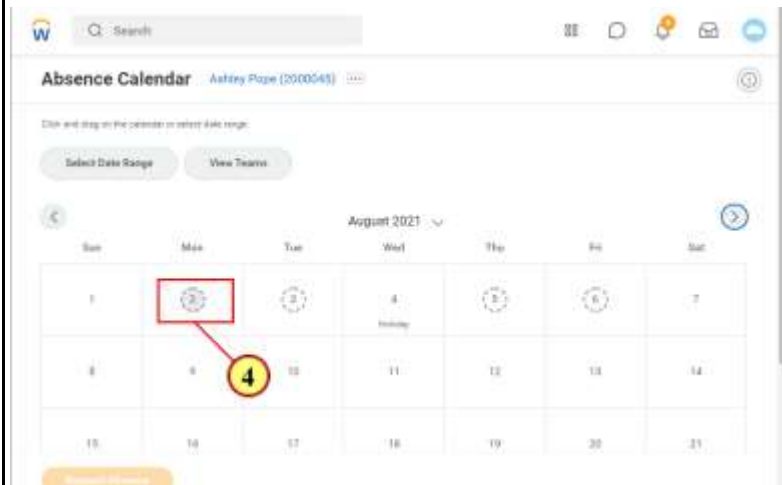 Search
Absence Calendar Ashley Pope (2000045)
Click and drag on the calendar or select date range.
Select Date Range View Teams
August 2021
Sun Mon Tue Wed Thu Fri Sat
1 2 3 4 5 6 7
Holiday
8 9 10 11 12 13 14
4
15 16 17 18 19 20 21
Request Absence